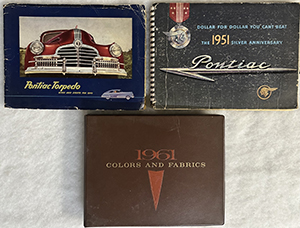 Pontiac Torpedo
DOLLAR FOR DOLLAR YOU CAN'T BEAT
THE 1951 SILVER ANNIVERSARY
Pontiac
1961
COLORS AND FABRICS